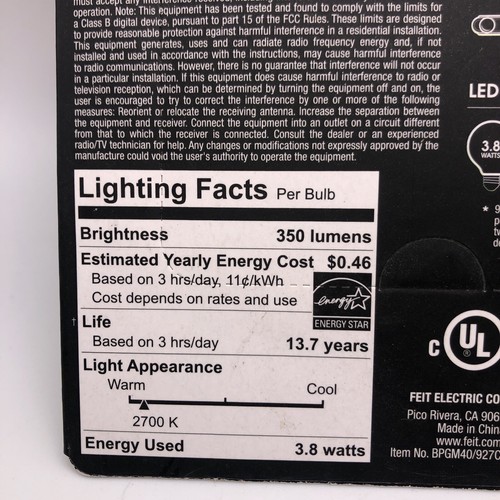 must accept any interference received,
operation. Note: This equipment has been tested and found to comply with the limits for
a Class B digital device, pursuant to part 15 of the FCC Rules. These limits are designed
to provide reasonable protection against harmful interference in a residential installation.
This equipment generates, uses and can radiate radio frequency energy and, if not
installed and used in accordance with the instructions, may cause harmful interference
to radio communications. However, there is no guarantee that interference will not occur
in a particular installation. If this equipment does cause harmful interference to radio or
television reception, which can be determined by turning the equipment off and on, the
user is encouraged to try to correct the interference by one or more of the following
measures: Reorient or relocate the receiving antenna. Increase the separation between
the equipment and receiver. Connect the equipment into an outlet on a circuit different
from that to which the receiver is connected. Consult the dealer or an experienced
radio/TV technician for help. Any changes or modifications not expressly approved by the
manufacture could void the user's authority to operate the equipment.
Lighting Facts Per Bulb
Brightness 350 lumens
Estimated Yearly Energy Cost $0.46
Based on 3 hrs/day, 11¢/kWh
Cost depends on rates and use
energy
ENERGY STAR
† Life
Based on 3 hrs/day 13.7 years
Light Appearance
Warm Cool
2700 K
Energy Used 3.8 watts
LED
3.8
WATTS
*
c UL ®
FEIT ELECTRIC CO
Pico Rivera, CA 906
Made in China
www.feit.com
Item No. BPGM40/927C